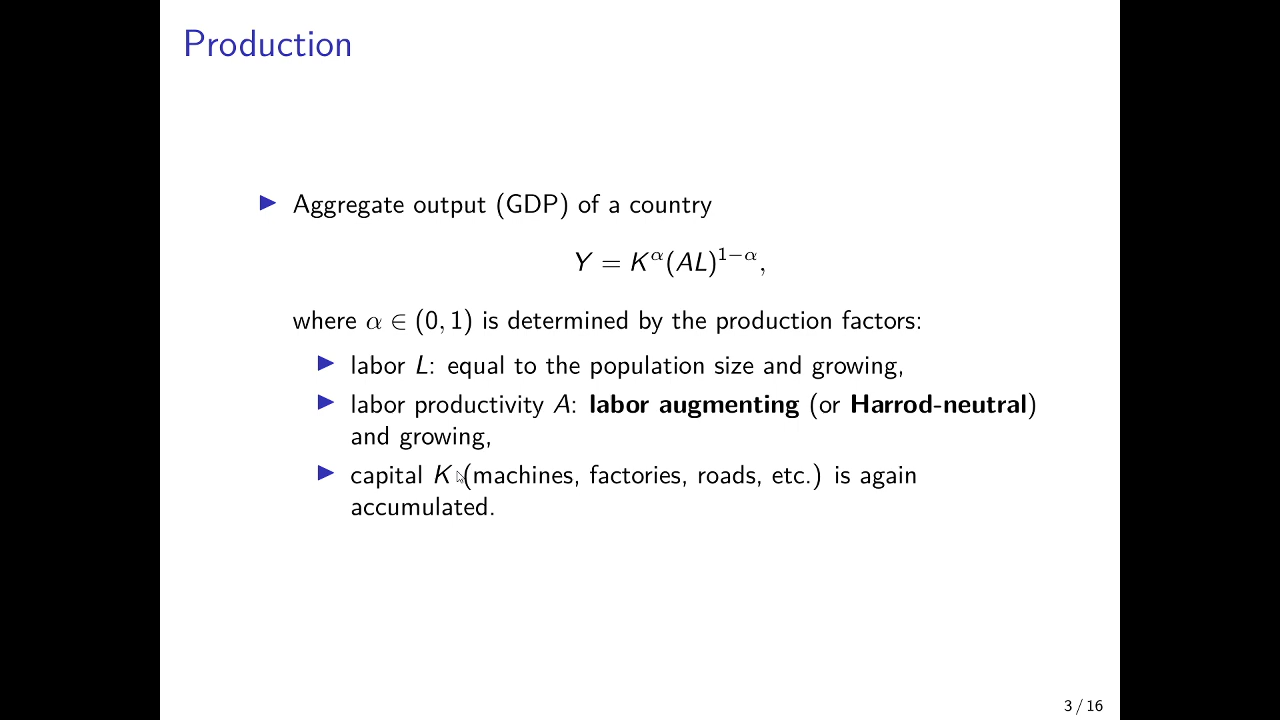 Production
▶ Aggregate output (GDP) of a country
Y = K^α(AL)^{1−α},
where α ∈ (0, 1) is determined by the production factors:
▶ labor L: equal to the population size and growing,
▶ labor productivity A: labor augmenting (or Harrod-neutral)
and growing,
▶ capital K (machines, factories, roads, etc.) is again
accumulated.
3 / 16